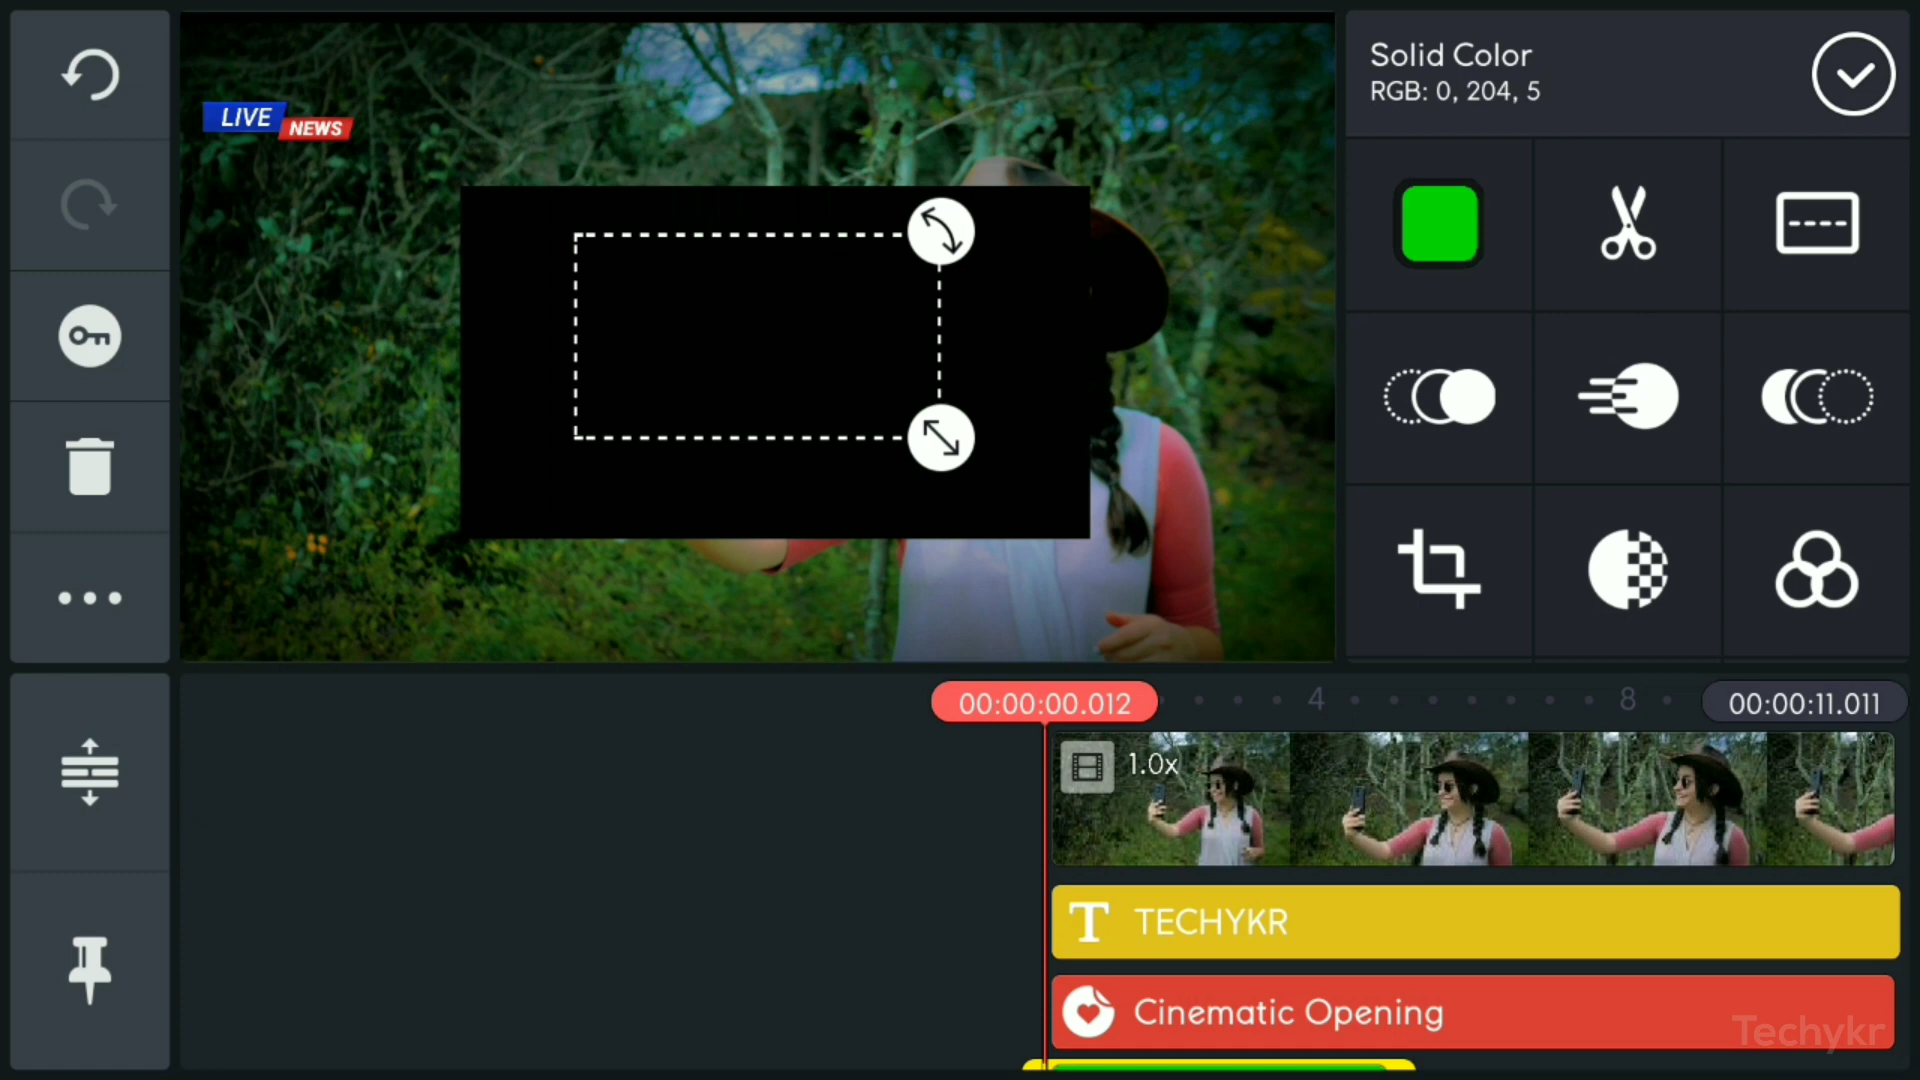 LIVE
NEWS
Solid Color
RGB: 0, 204, 5
00:00:00.012
4
8
00:00:11.011
1.0x
T TECHYKR
Cinematic Opening
Techykr